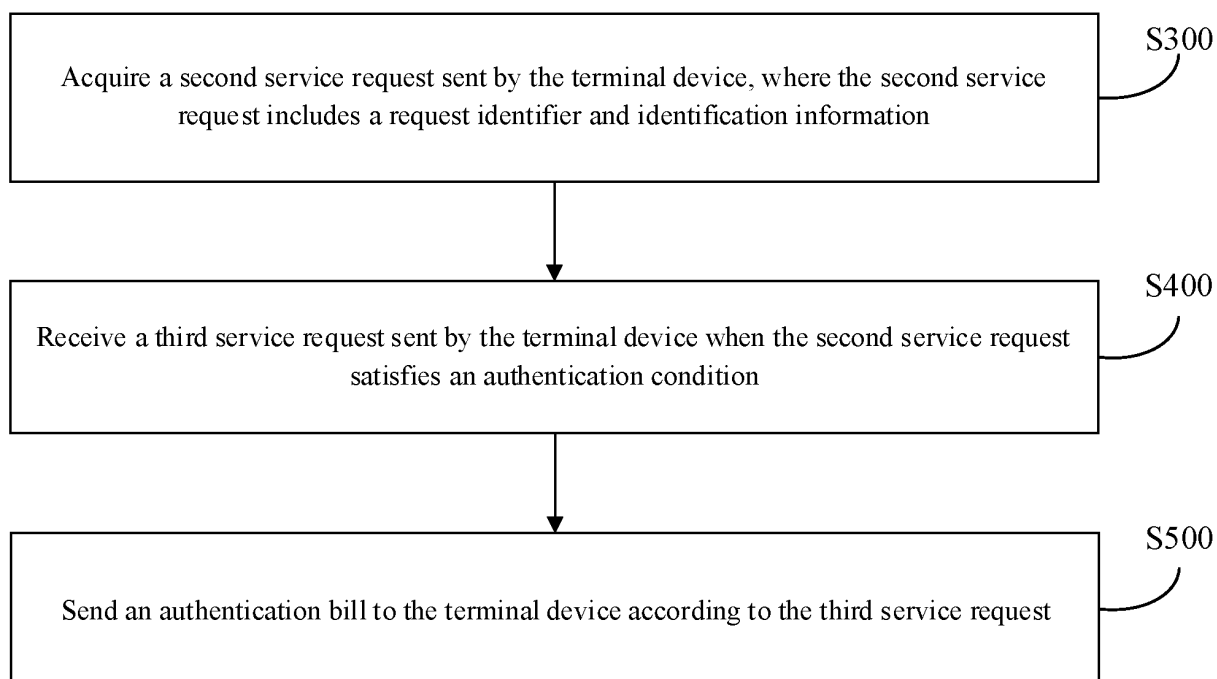 S300
Acquire a second service request sent by the terminal device, where the second service
request includes a request identifier and identification information
S400
Receive a third service request sent by the terminal device when the second service request
satisfies an authentication condition
S500
Send an authentication bill to the terminal device according to the third service request